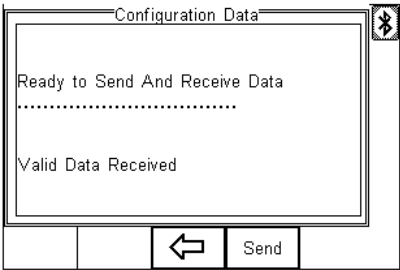 Configuration Data
Ready to Send And Receive Data
.................................
Valid Data Received
Send